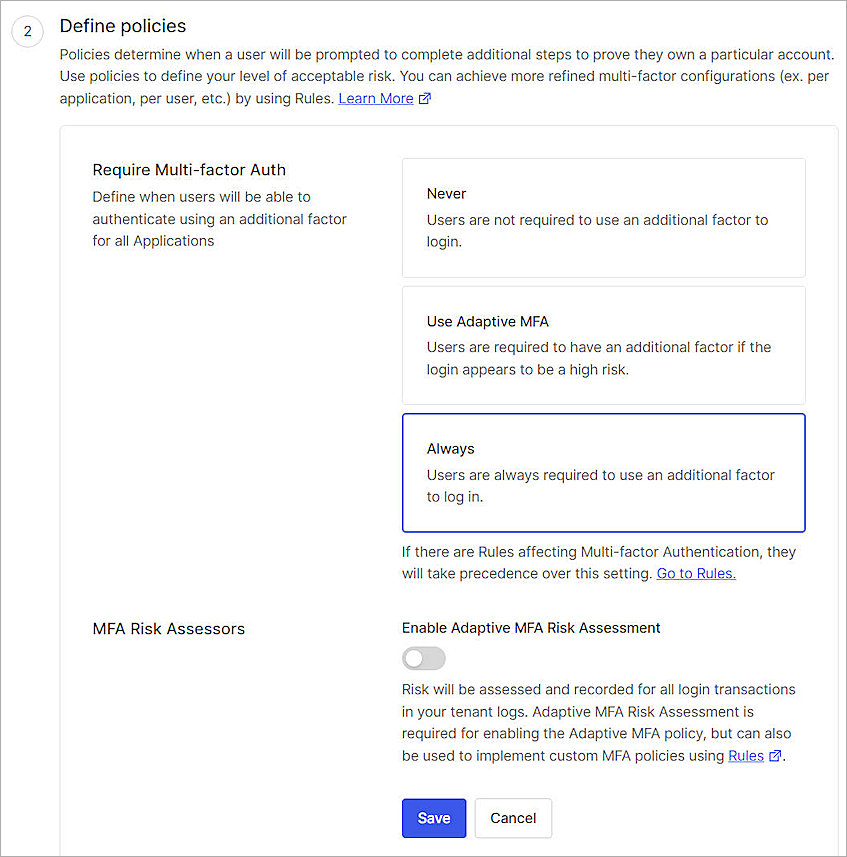 2
Define policies
Policies determine when a user will be prompted to complete additional steps to prove they own a particular account.
Use policies to define your level of acceptable risk. You can achieve more refined multi-factor configurations (ex. per
application, per user, etc.) by using Rules. Learn More
Require Multi-factor Auth
Define when users will be able to
authenticate using an additional factor
for all Applications
Never
Users are not required to use an additional factor to
login.
Use Adaptive MFA
Users are required to have an additional factor if the
login appears to be a high risk.
Always
Users are always required to use an additional factor
to log in.
If there are Rules affecting Multi-factor Authentication, they
will take precedence over this setting. Go to Rules.
MFA Risk Assessors
Enable Adaptive MFA Risk Assessment
Risk will be assessed and recorded for all login transactions
in your tenant logs. Adaptive MFA Risk Assessment is
required for enabling the Adaptive MFA policy, but can also
be used to implement custom MFA policies using Rules .
Save
Cancel